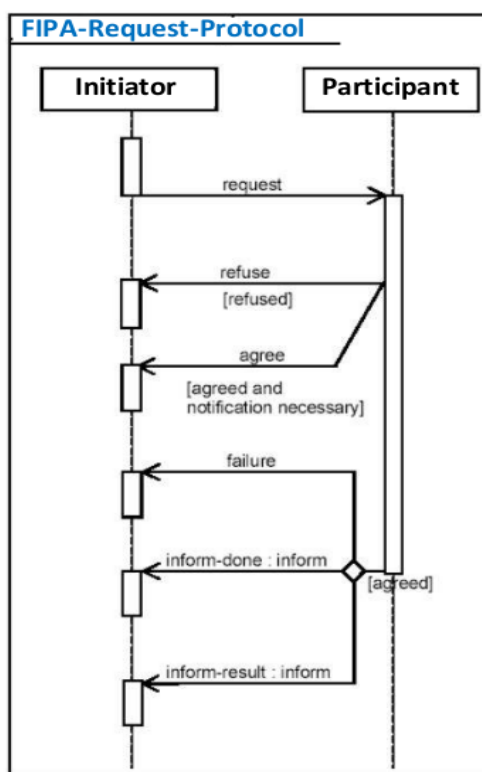 FIPA-Request-Protocol
Initiator
Participant
request
refuse
[refused]
agree
[agreed and
notification necessary]
failure
inform-done : inform
[agreed]
inform-result : inform